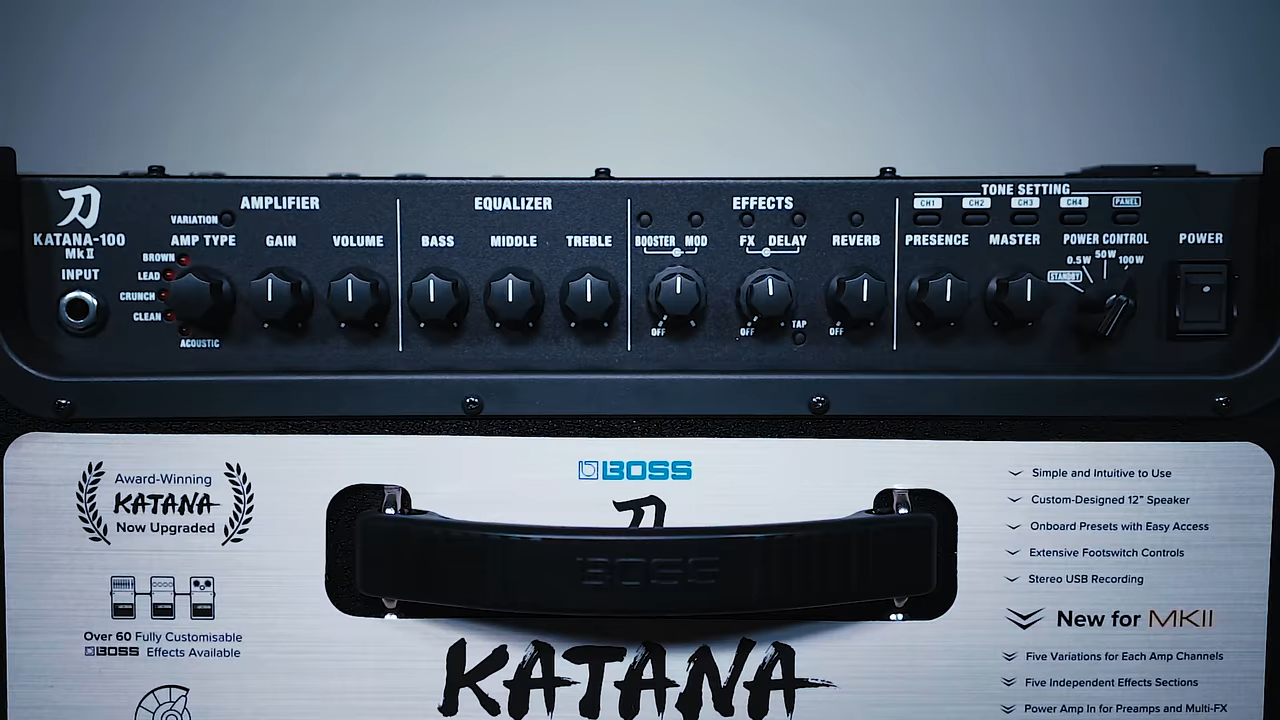 刀
KATANA-100
MkII
INPUT
AMPLIFIER
VARIATION
AMP TYPE
GAIN
VOLUME
BROWN
LEAD
CRUNCH
CLEAN
ACOUSTIC
EQUALIZER
BASS
MIDDLE
TREBLE
EFFECTS
BOOSTER
MOD
FX
DELAY
REVERB
OFF
OFF
TAP
OFF
TONE SETTING
CH1
CH2
CH3
CH4
PANEL
PRESENCE
MASTER
POWER CONTROL
STANDBY
0.5W
50W
100W
POWER
Award-Winning
KATANA
Now Upgraded
Over 60 Fully Customisable
BOSS Effects Available
BOSS
刀
BOSS
KATANA
Simple and Intuitive to Use
Custom-Designed 12” Speaker
Onboard Presets with Easy Access
Extensive Footswitch Controls
Stereo USB Recording
New for MKII
Five Variations for Each Amp Channels
Five Independent Effects Sections
Power Amp In for Preamps and Multi-FX